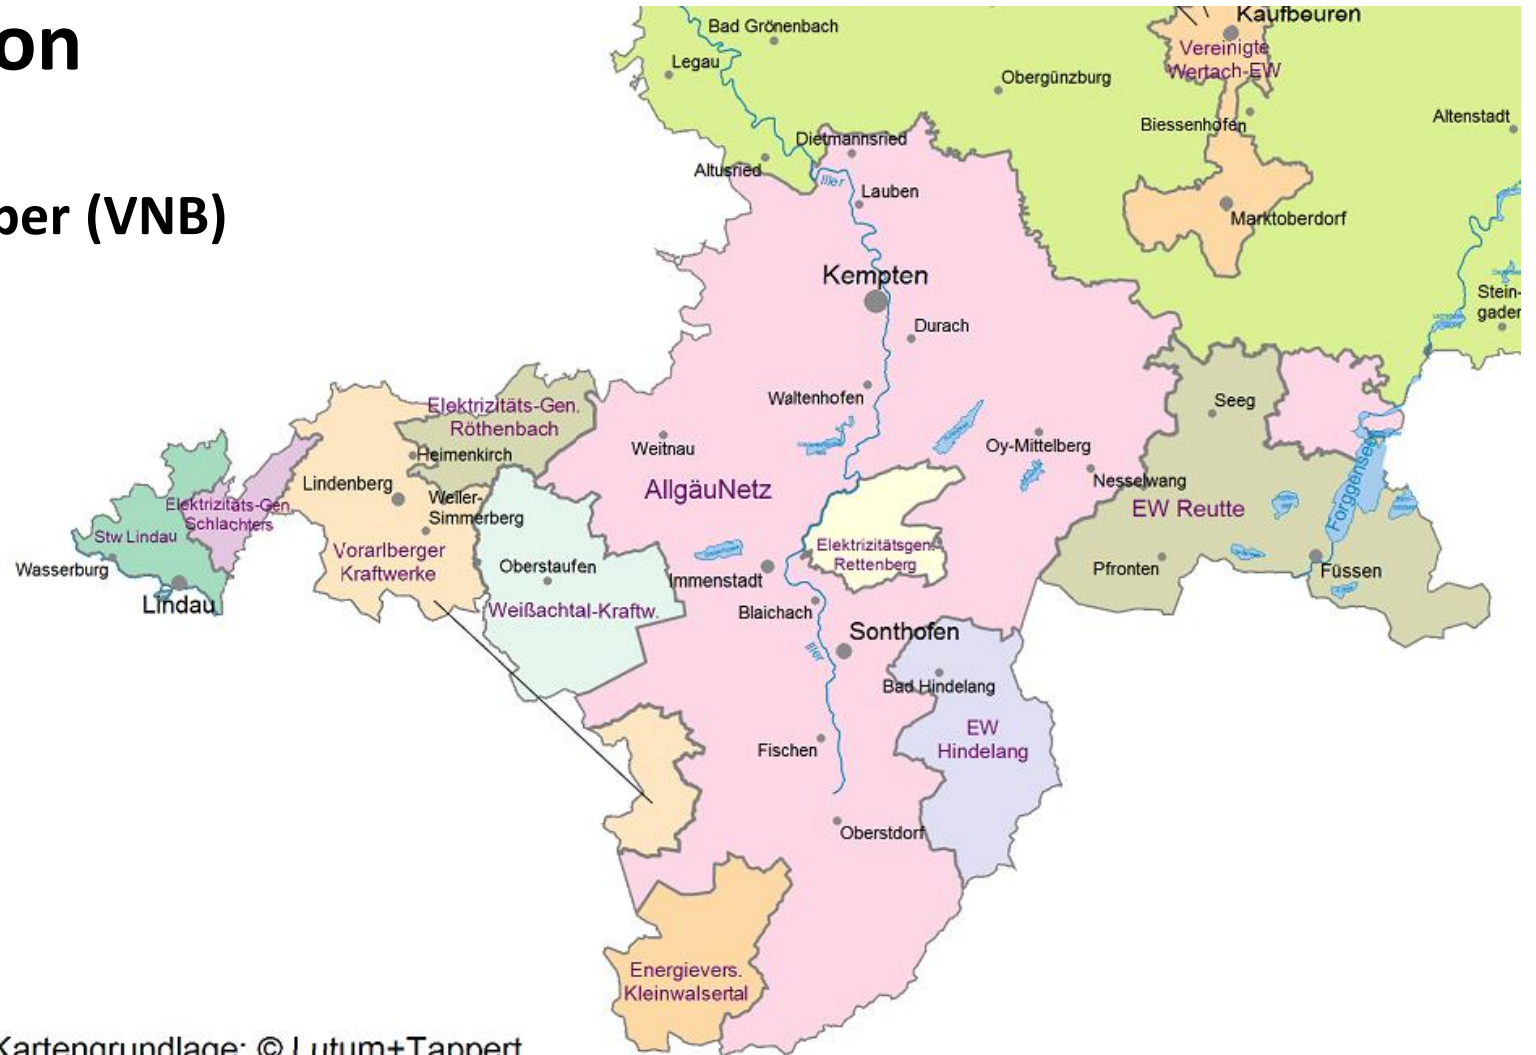 on
ber (VNB)
Kaufbeuren
Bad Grönenbach
Vereinigte
Wertach-EW
Legau
Obergünzburg
Altenstadt
Biessenhofen
Dietmannsried
Altusried
Iller
Lauben
Marktoberdorf
Kempten
Stein-
gaden
Durach
Waltenhofen
Seeg
Elektrizitäts-Gen.
Röthenbach
Weitnau
Oy-Mittelberg
Heimenkirch
Lindenberg
Nesselwang
AllgäuNetz
Weiler-
Simmerberg
Forggensee
EW Reutte
Elektrizitäts-Gen.
Schlachters
Stw Lindau
Vorarlberger
Kraftwerke
Elektrizitätsgen.
Rettenberg
Oberstaufen
Wasserburg
Immenstadt
Pfronten
Füssen
Lindau
Weißachtal-Kraftw.
Blaichach
Sonthofen
Iller
Bad Hindelang
EW
Hindelang
Fischen
Oberstdorf
Energievers.
Kleinwalsertal
Kartengrundlage: © Lutum+Tappert